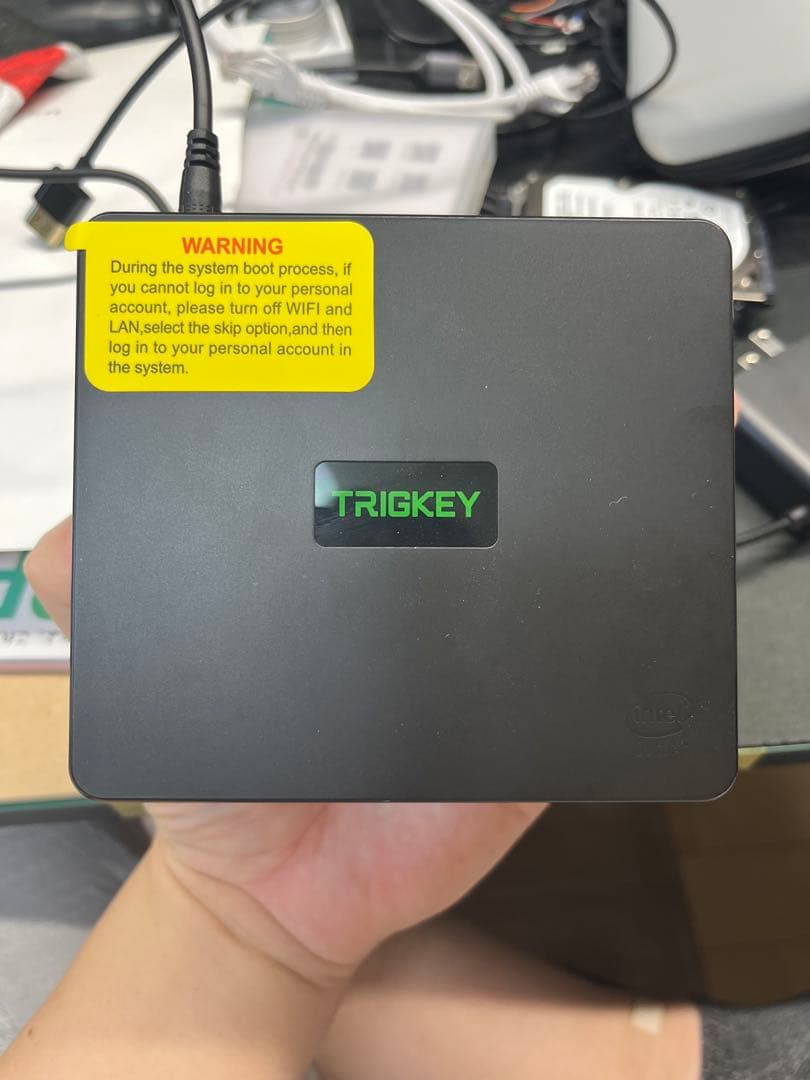 WARNING
During the system boot process, if
you cannot log in to your personal
account, please turn off WIFI and
LAN,select the skip option,and then
log in to your personal account in
the system.
TRIGKEY
intel